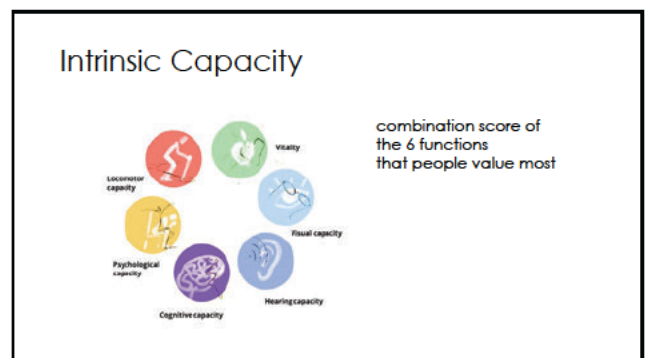 Intrinsic Capacity
combination score of
the 6 functions
that people value most
Vitality
Locomotor
capacity
Visual capacity
Psychological
capacity
Hearing capacity
Cognitive capacity